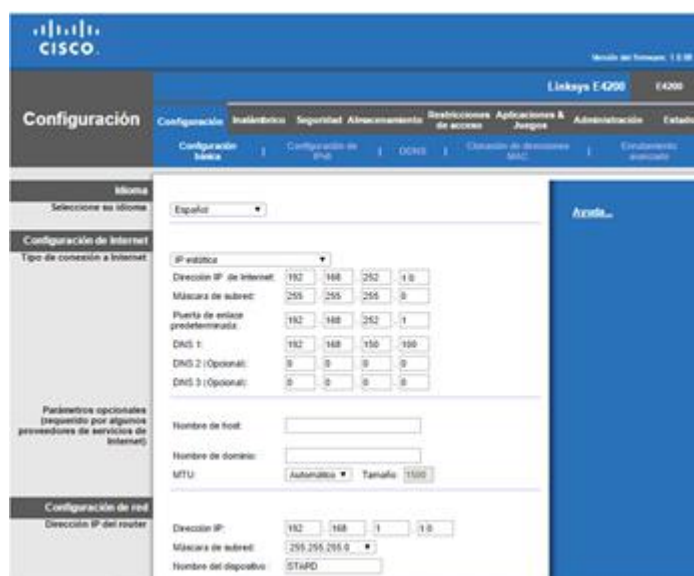 CISCO
Versión del firmware: 1.0.
Linksys E4200 E4200
Configuración
Configuración Inalámbrico Seguridad Almacenamiento Restricciones de acceso Aplicaciones & Juegos Administración Estado
Configuración básica | Configuración de IPv6 | DDNS | Clonación de direcciones MAC | Enrutamiento avanzado
Idioma
Seleccione su idioma
Español
Ayuda...
Configuración de Internet
Tipo de conexión a Internet
IP estática
Dirección IP de Internet: 192 . 168 . 252 . 10
Máscara de subred: 255 . 255 . 255 . 0
Puerta de enlace predeterminada: 192 . 168 . 252 . 1
DNS 1: 192 . 168 . 150 . 100
DNS 2 (Opcional): 0 . 0 . 0 . 0
DNS 3 (Opcional): 0 . 0 . 0 . 0
Parámetros opcionales
(requerido por algunos
proveedores de servicios de
Internet)
Nombre de host:
Nombre de dominio:
MTU: Automático Tamaño: 1500
Configuración de red
Dirección IP del router
Dirección IP: 192 . 168 . 1 . 10
Máscara de subred: 255.255.255.0
Nombre del dispositivo: STAPD